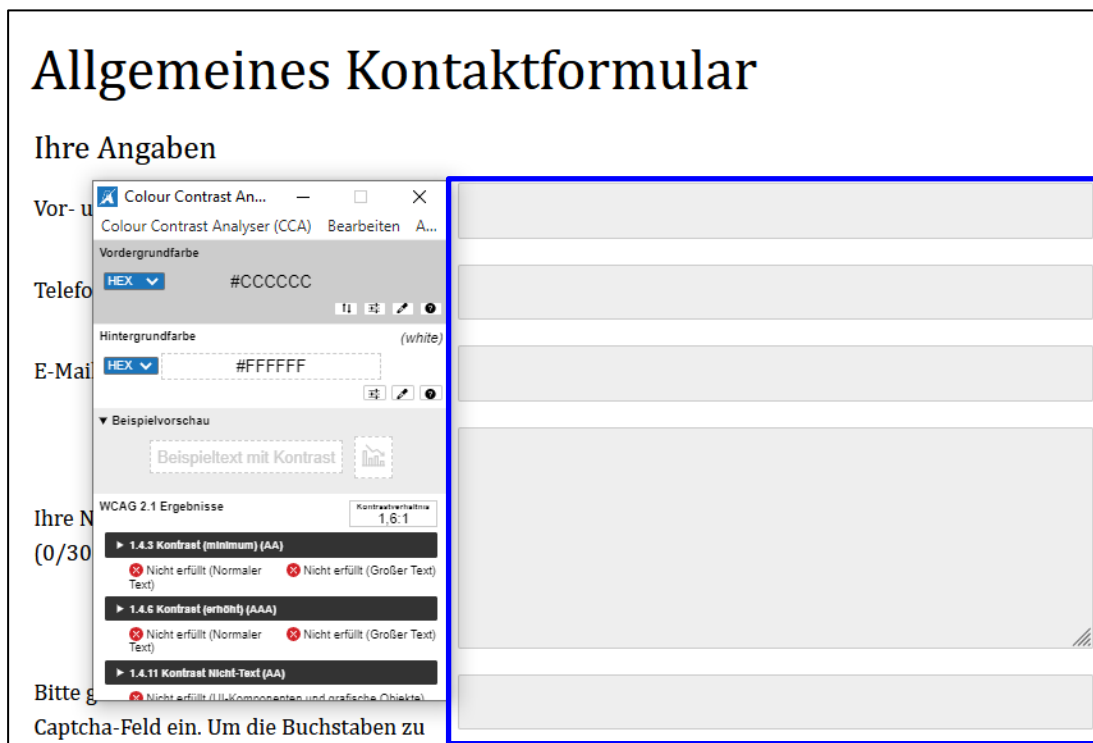 Allgemeines Kontaktformular
Ihre Angaben
Vor- u
Telefo
E-Mail
Ihre N
(0/30
Bitte g
Captcha-Feld ein. Um die Buchstaben zu
Colour Contrast An...
Colour Contrast Analyser (CCA) Bearbeiten A...
Vordergrundfarbe
HEX #CCCCCC
Hintergrundfarbe (white)
HEX #FFFFFF
▼ Beispielvorschau
Beispieltext mit Kontrast
WCAG 2.1 Ergebnisse
Kontrastverhältnis
1,6:1
▶ 1.4.3 Kontrast (minimum) (AA)
Nicht erfüllt (Normaler Text)
Nicht erfüllt (Großer Text)
▶ 1.4.6 Kontrast (erhöht) (AAA)
Nicht erfüllt (Normaler Text)
Nicht erfüllt (Großer Text)
▶ 1.4.11 Kontrast Nicht-Text (AA)
Nicht erfüllt (UI-Komponenten und grafische Objekte)